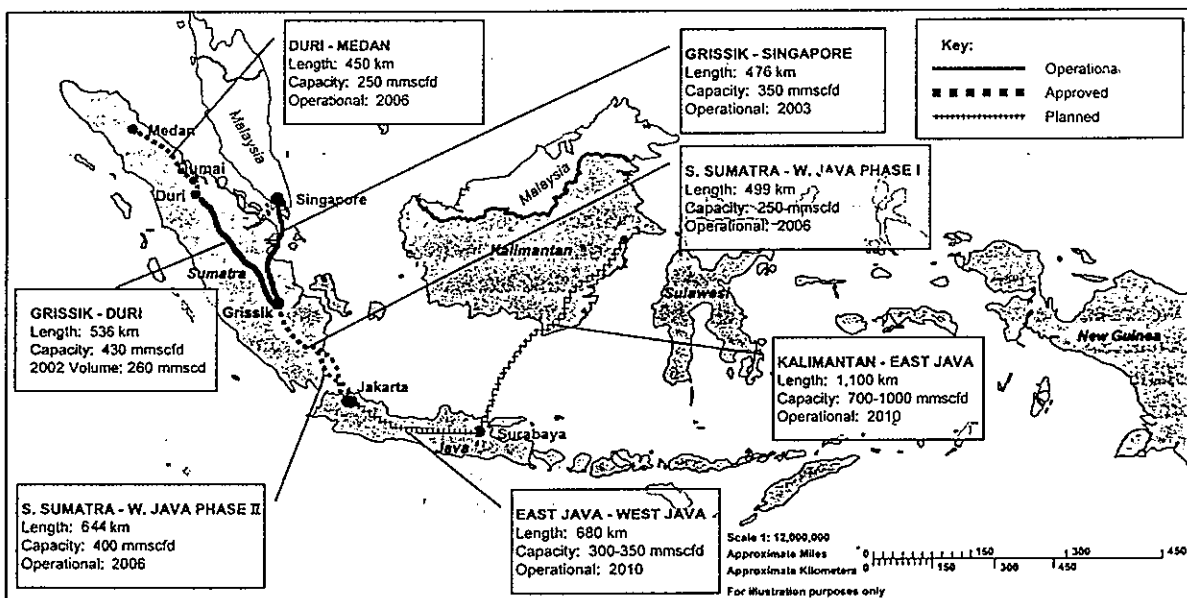 DURI - MEDAN
Length: 450 km
Capacity: 250 mmscfd
Operational: 2006
GRISSIK - SINGAPORE
Length: 476 km
Capacity: 350 mmscfd
Operational: 2003
Key:
Operationa
Approved
Planned
S. SUMATRA - W. JAVA PHASE I
Length: 499 km
Capacity: 250 mmscfd
Operational: 2006
Medan
Malaysia
umai
Duri
Singapore
Malaysia
Kalimantan
Sumatra
Sulawesi
Grissik
New Guinea
GRISSIK - DURI
Length: 536 km
Capacity: 430 mmscfd
2002 Volume: 260 mmscd
KALIMANTAN - EAST JAVA
Length: 1,100 km
Capacity: 700-1000 mmscfd
Operational: 2010
Jakarta
Surabaya
Java
S. SUMATRA - W. JAVA PHASE II
Length: 644 km
Capacity: 400 mmscfd
Operational: 2006
EAST JAVA - WEST JAVA
Length: 680 km
Capacity: 300-350 mmscfd
Operational: 2010
Scale 1: 12,000,000
Approximate Miles 0 150 300 450
Approximate Kilometers 0 150 300 450
For illustration purposes only